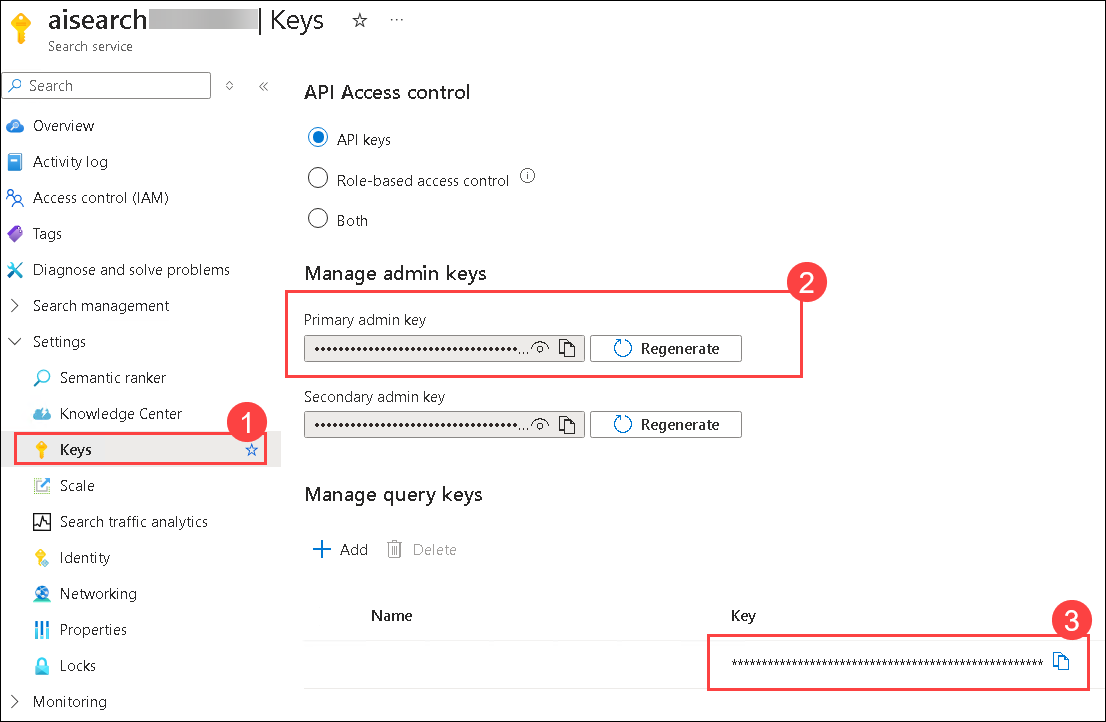 aisearch | Keys
Search service
Search
Overview
Activity log
Access control (IAM)
Tags
Diagnose and solve problems
Search management
Settings
Semantic ranker
Knowledge Center
1
Keys
Scale
Search traffic analytics
Identity
Networking
Properties
Locks
Monitoring
API Access control
API keys
Role-based access control
Both
Manage admin keys
2
Primary admin key
Regenerate
Secondary admin key
Regenerate
Manage query keys
Add Delete
Name Key
3
****************************************************